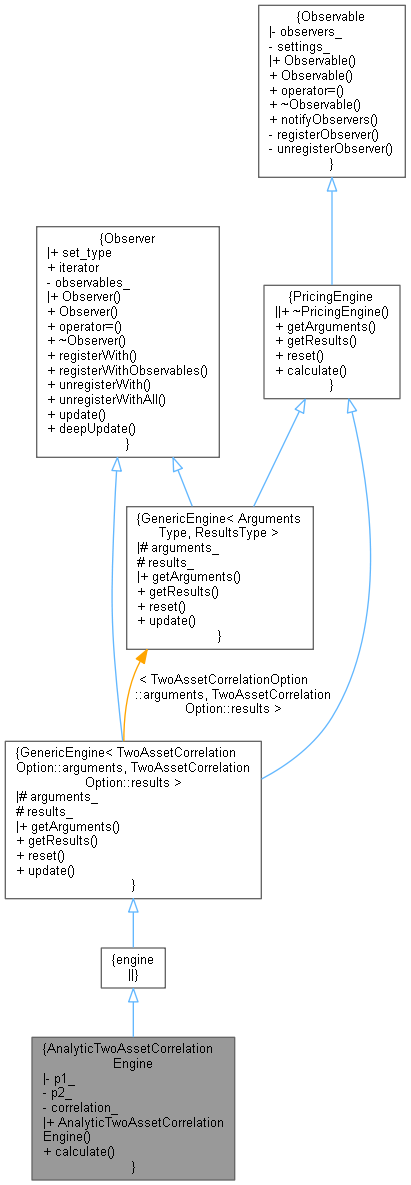 {Observable
|- observers_
- settings_
|+ Observable()
+ Observable()
+ operator=()
+ ~Observable()
+ notifyObservers()
- registerObserver()
- unregisterObserver()
}
{Observer
|+ set_type
+ iterator
- observables_
|+ Observer()
+ Observer()
+ operator=()
+ ~Observer()
+ registerWith()
+ registerWithObservables()
+ unregisterWith()
+ unregisterWithAll()
+ update()
+ deepUpdate()
}
{PricingEngine
||+ ~PricingEngine()
+ getArguments()
+ getResults()
+ reset()
+ calculate()
}
{GenericEngine< Arguments
Type, ResultsType >
|# arguments_
# results_
|+ getArguments()
+ getResults()
+ reset()
+ update()
}
< TwoAssetCorrelationOption
::arguments, TwoAssetCorrelation
Option::results >
{GenericEngine< TwoAssetCorrelation
Option::arguments, TwoAssetCorrelation
Option::results >
|# arguments_
# results_
|+ getArguments()
+ getResults()
+ reset()
+ update()
}
{engine
||}
{AnalyticTwoAssetCorrelation
Engine
|- p1_
- p2_
- correlation_
|+ AnalyticTwoAssetCorrelation
Engine()
+ calculate()
}